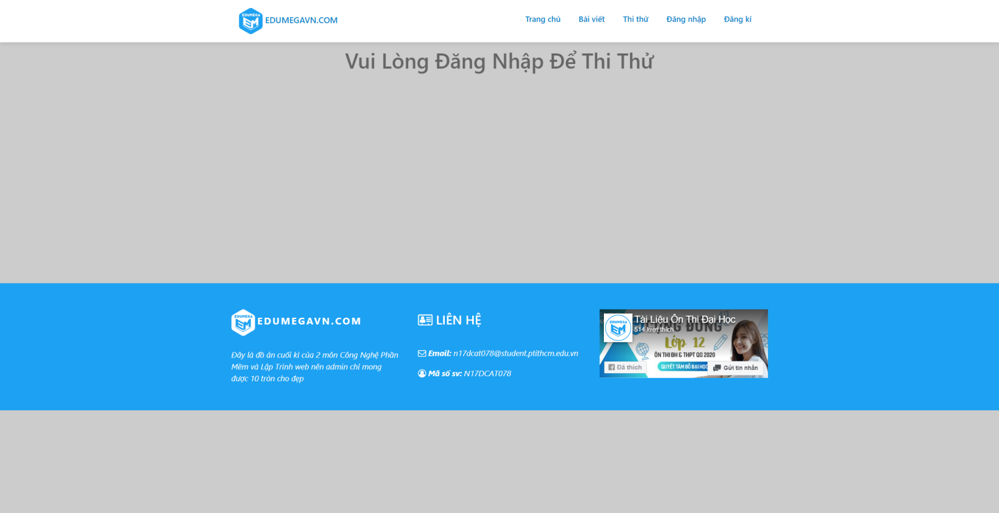 EDUMEGA
EM
EDUMEGAVN.COM
Trang chủ
Bài viết
Thi thử
Đăng nhập
Đăng kí
Vui Lòng Đăng Nhập Để Thi Thử
EDUMEGA
EM
EDUMEGAVN.COM
Đây là đồ án cuối kì của 2 môn Công Nghệ Phần
Mềm và Lập Trình web nên admin chỉ mong
được 10 tròn cho đẹp
LIÊN HỆ
Email: n17dcat078@student.ptithcm.edu.vn
Mã số sv: N17DCAT078
EDUMEGA
EM
Tài Liệu Ôn Thi Đại Học
514 lượt thích
Lớp 12
ÔN THI ĐH & THPT QG 2020
QUYẾT TÂM ĐỖ ĐẠI HỌC
Đã thích
Gửi tin nhắn